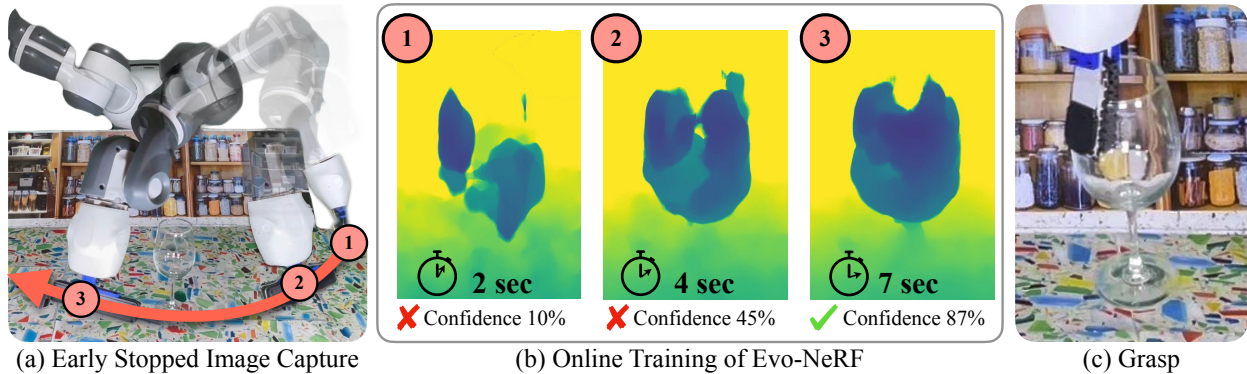 1
2
3
1
2
3
2 sec
4 sec
7 sec
Confidence 10%
Confidence 45%
Confidence 87%
(a) Early Stopped Image Capture
(b) Online Training of Evo-NeRF
(c) Grasp